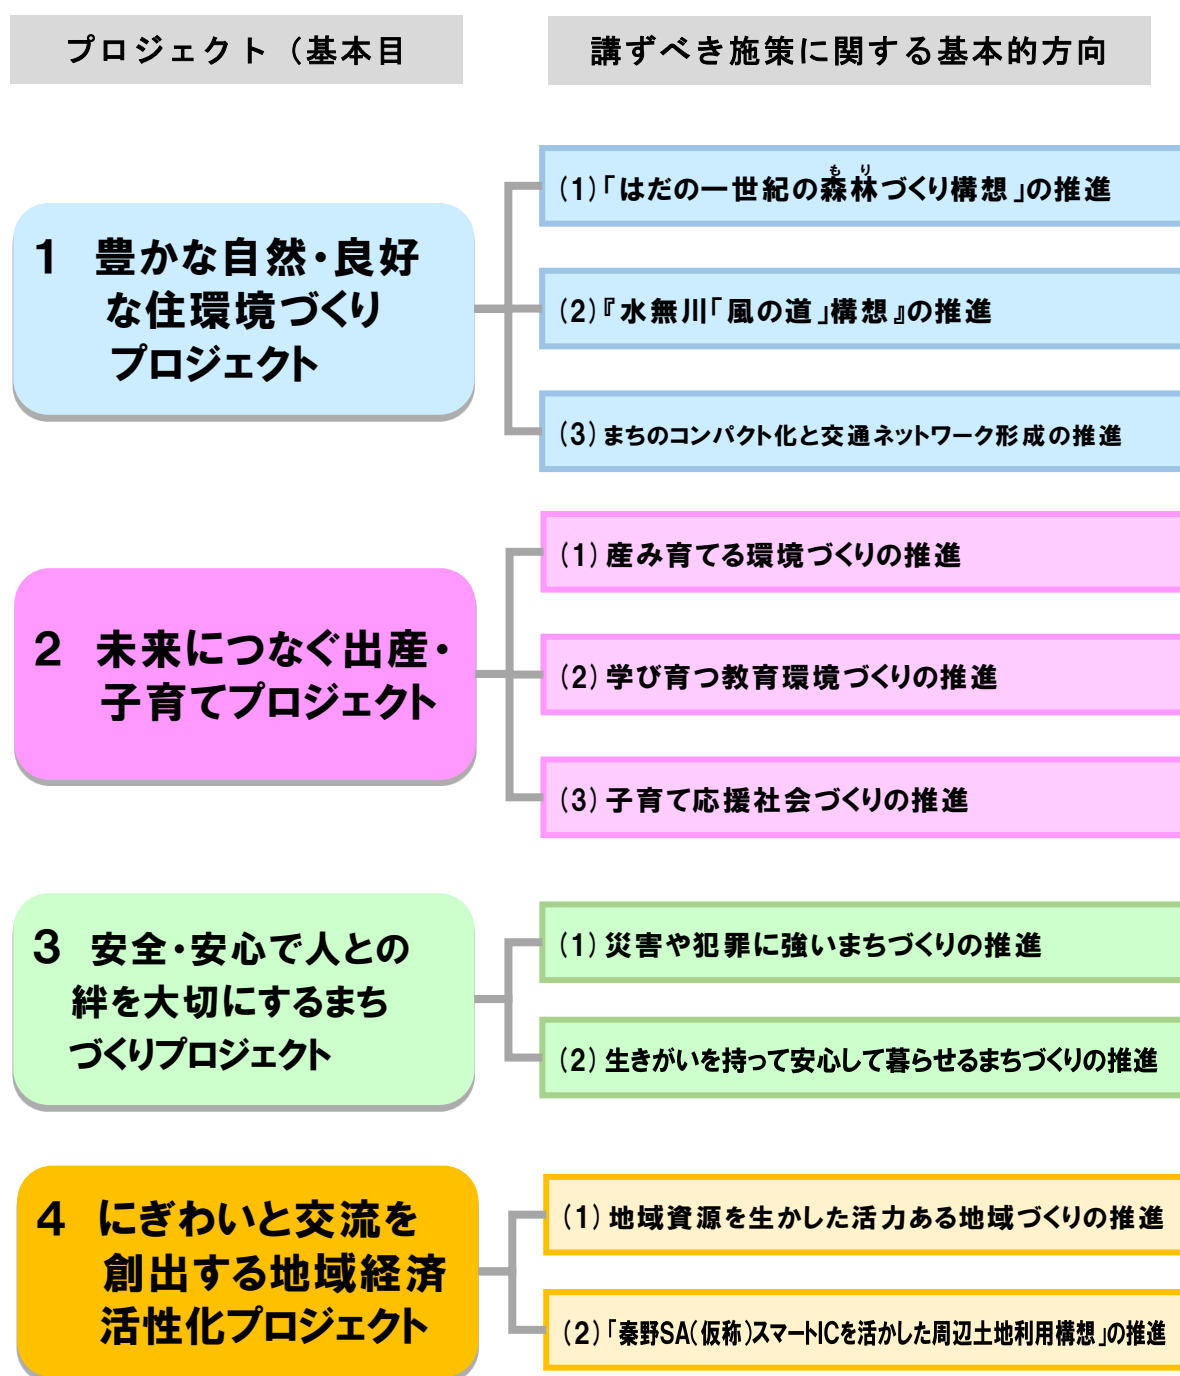 プロジェクト（基本目
講ずべき施策に関する基本的方向
1 豊かな自然・良好
な住環境づくり
プロジェクト
(1)「はだの一世紀の森林づくり構想」の推進
もり
(2)『水無川「風の道」構想』の推進
(3)まちのコンパクト化と交通ネットワーク形成の推進
2 未来につなぐ出産・
子育てプロジェクト
(1)産み育てる環境づくりの推進
(2)学び育つ教育環境づくりの推進
(3)子育て応援社会づくりの推進
3 安全・安心で人との
絆を大切にするまち
づくりプロジェクト
(1)災害や犯罪に強いまちづくりの推進
(2)生きがいを持って安心して暮らせるまちづくりの推進
4 にぎわいと交流を
創出する地域経済
活性化プロジェクト
(1)地域資源を生かした活力ある地域づくりの推進
(2)「秦野SA(仮称)スマートICを活かした周辺土地利用構想」の推進